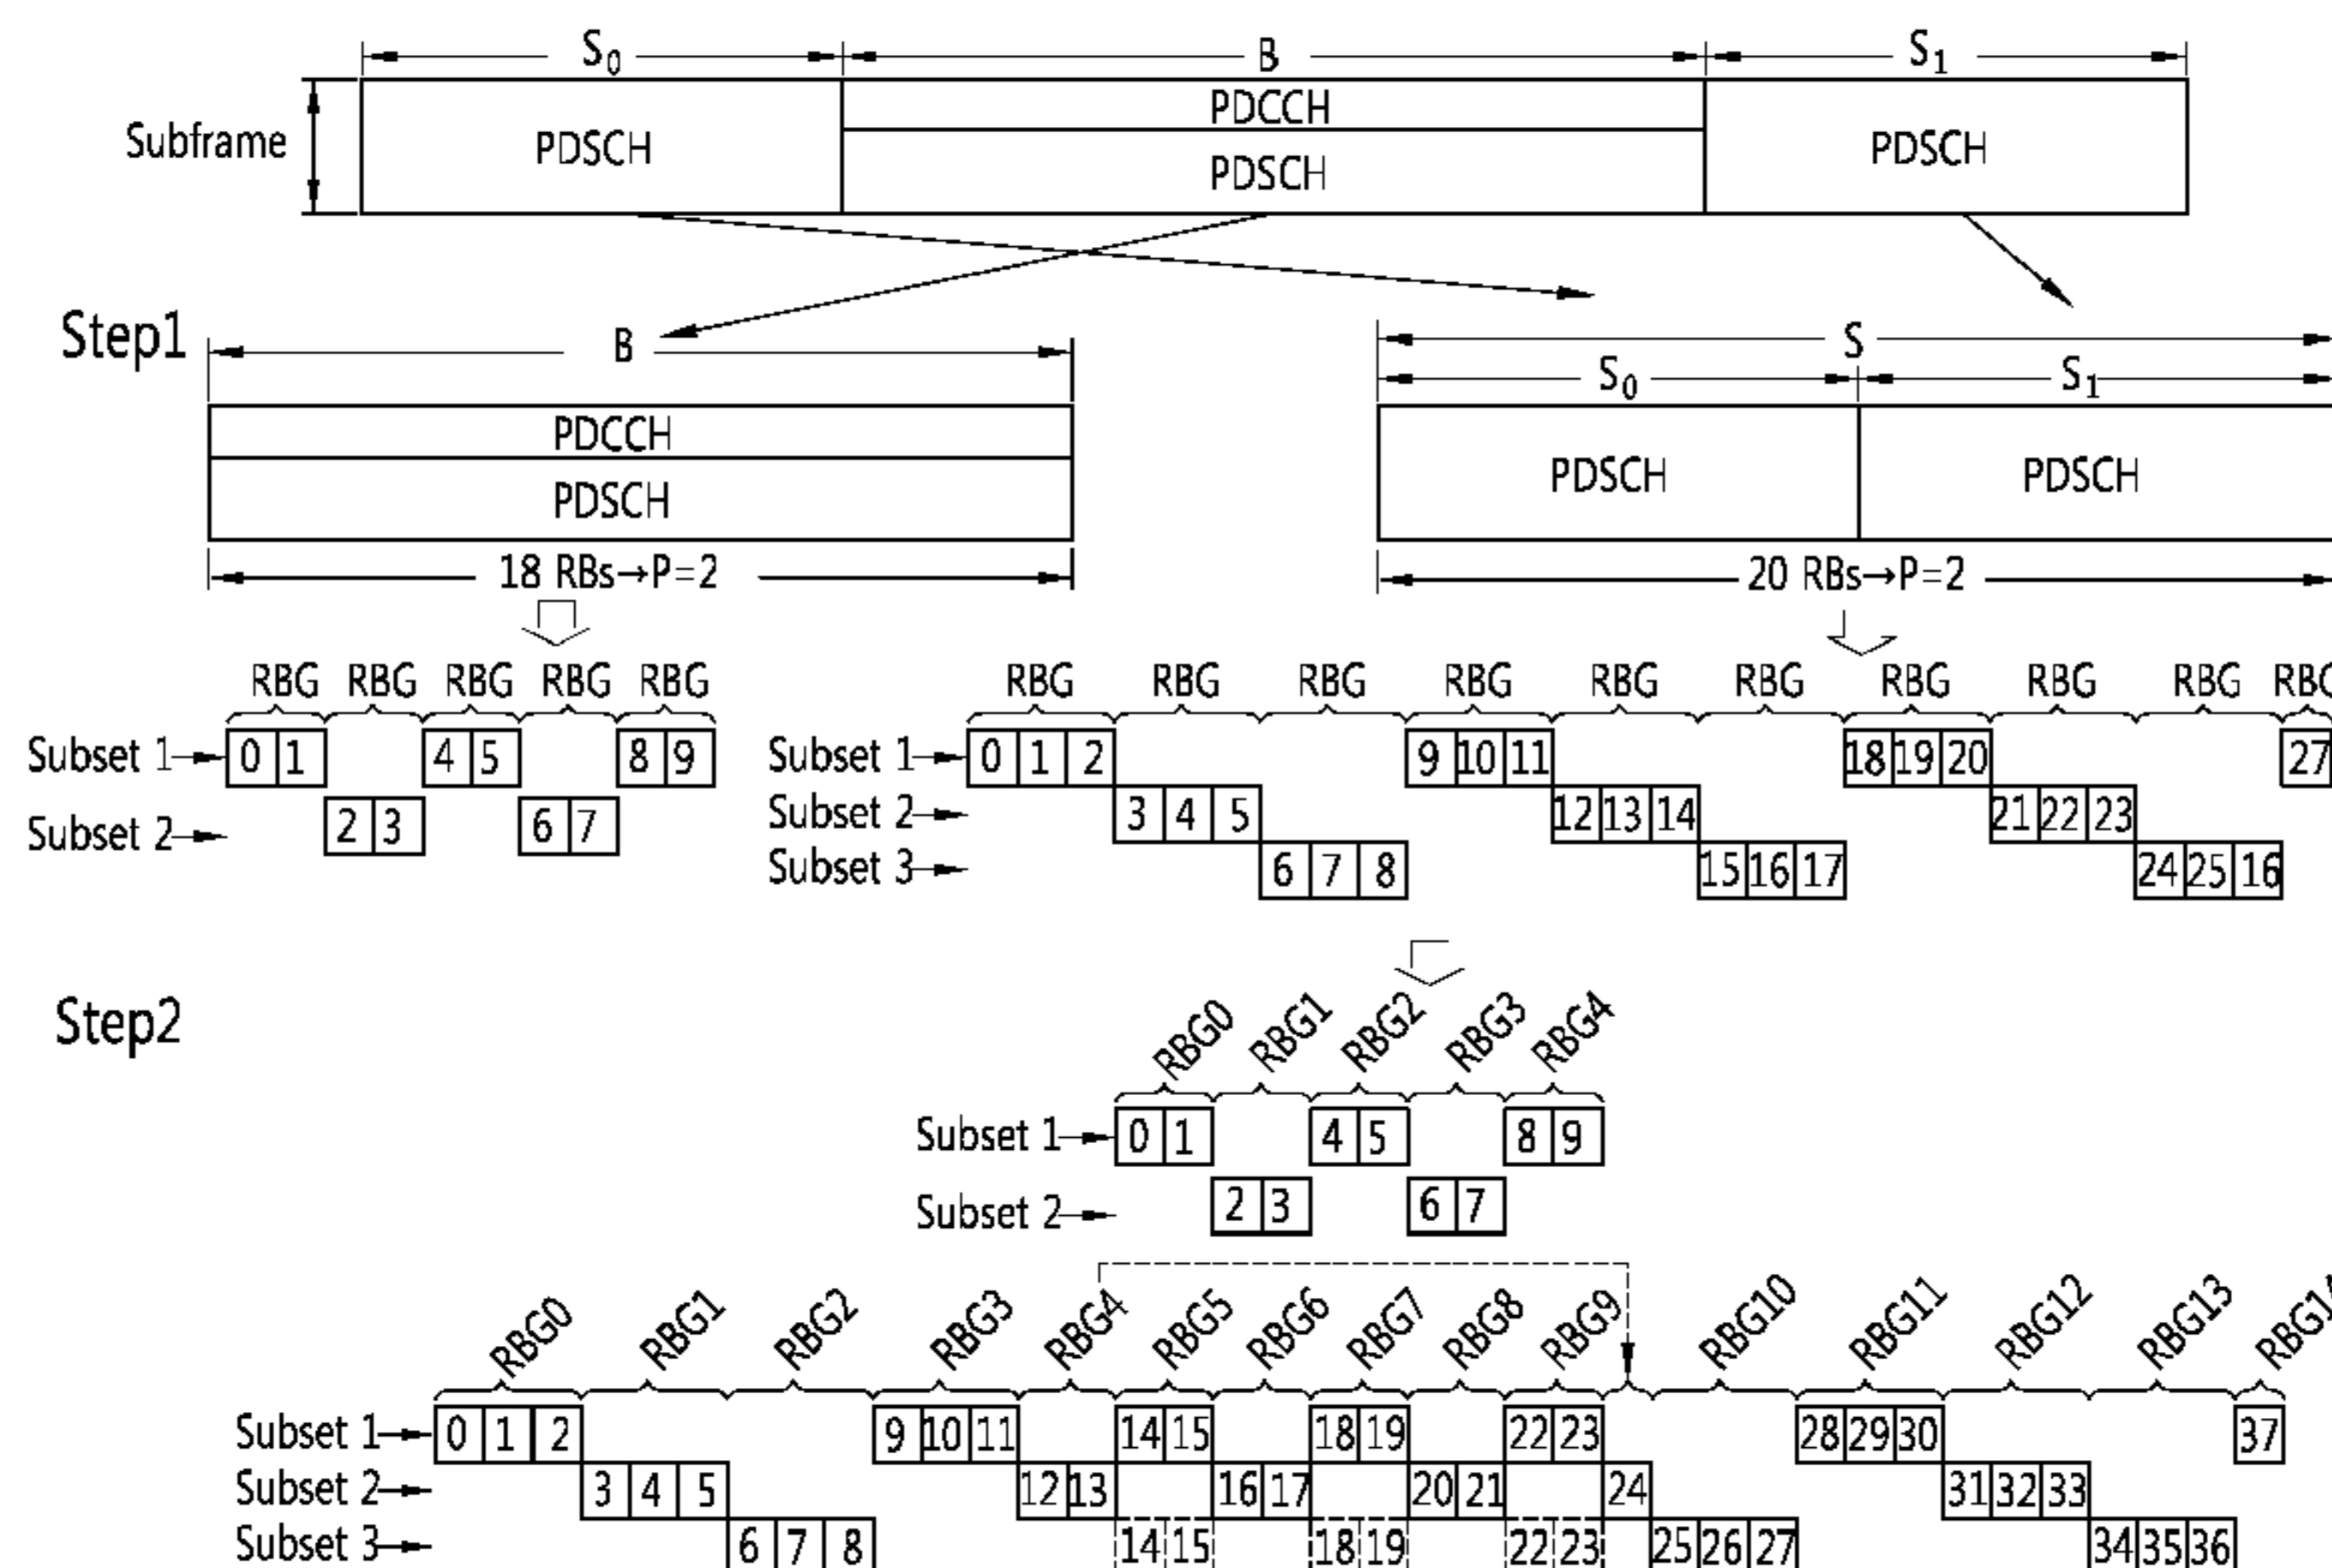 S0 B S1
Subframe PDSCH PDCCH PDSCH PDSCH
Step1
B
S
S0 S1
PDCCH
PDSCH
PDSCH PDSCH
18 RBs→P=2
20 RBs→P=2
RBG RBG RBG RBG RBG
RBG RBG RBG RBG RBG RBG RBG RBG RBG RBG
Subset 1 0 1 4 5 8 9
Subset 2 2 3 6 7
Subset 1 0 1 2 9 10 11 18 19 20 27
Subset 2 3 4 5 12 13 14 21 22 23
Subset 3 6 7 8 15 16 17 24 25 16
Step2
RBG0 RBG1 RBG2 RBG3 RBG4
Subset 1 0 1 4 5 8 9
Subset 2 2 3 6 7
RBG0 RBG1 RBG2 RBG3 RBG4 RBG5 RBG6 RBG7 RBG8 RBG9 RBG10 RBG11 RBG12 RBG13 RBG14
Subset 1 0 1 2 9 10 11 14 15 18 19 22 23 28 29 30 37
Subset 2 3 4 5 12 13 16 17 20 21 24 31 32 33
Subset 3 6 7 8 14 15 18 19 22 23 25 26 27 34 35 36